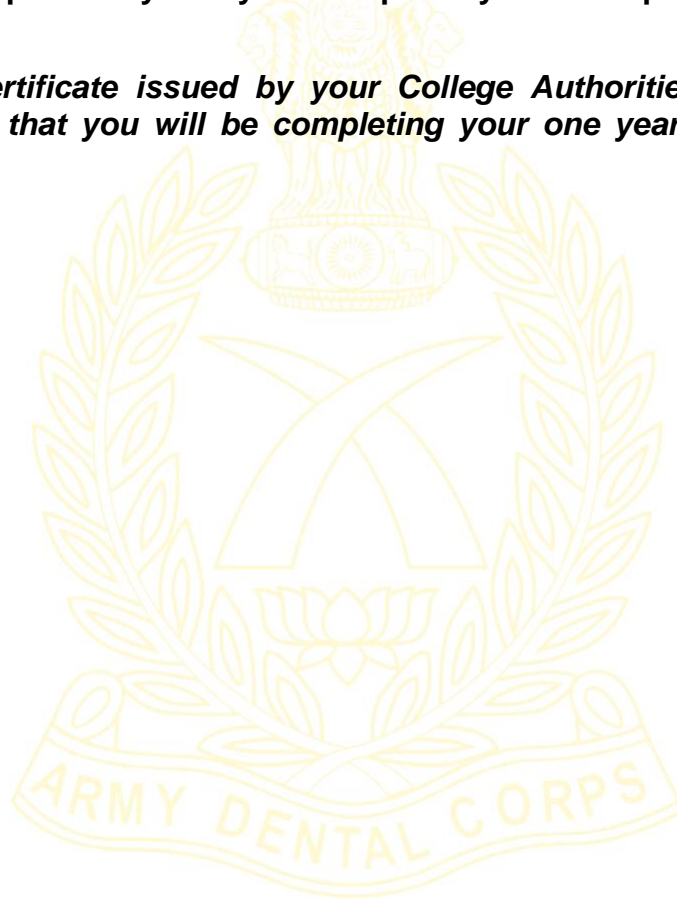 ertificate issued by your College Authoritie
that you will be completing your one year
ARMY DENTAL CORPS